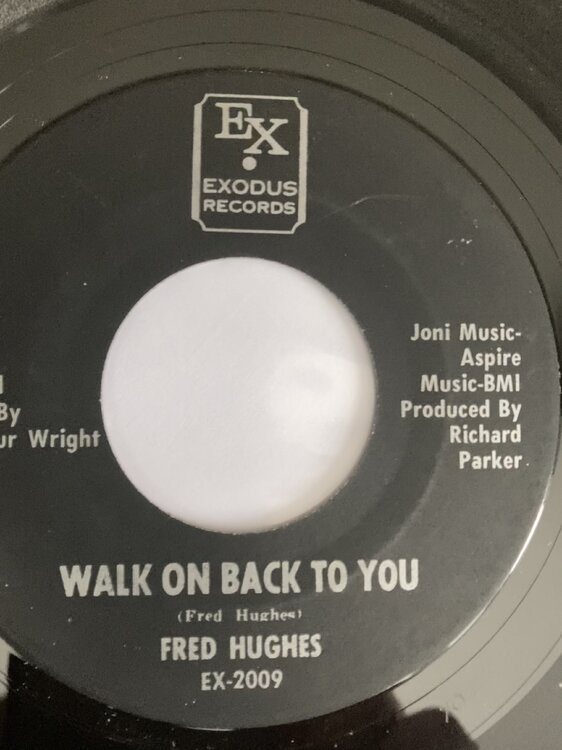 EX
EXODUS
RECORDS
By
Wright
Joni Music-
Aspire
Music-BMI
Produced By
Richard
Parker
WALK ON BACK TO YOU
(Fred Hughes)
FRED HUGHES
EX-2009